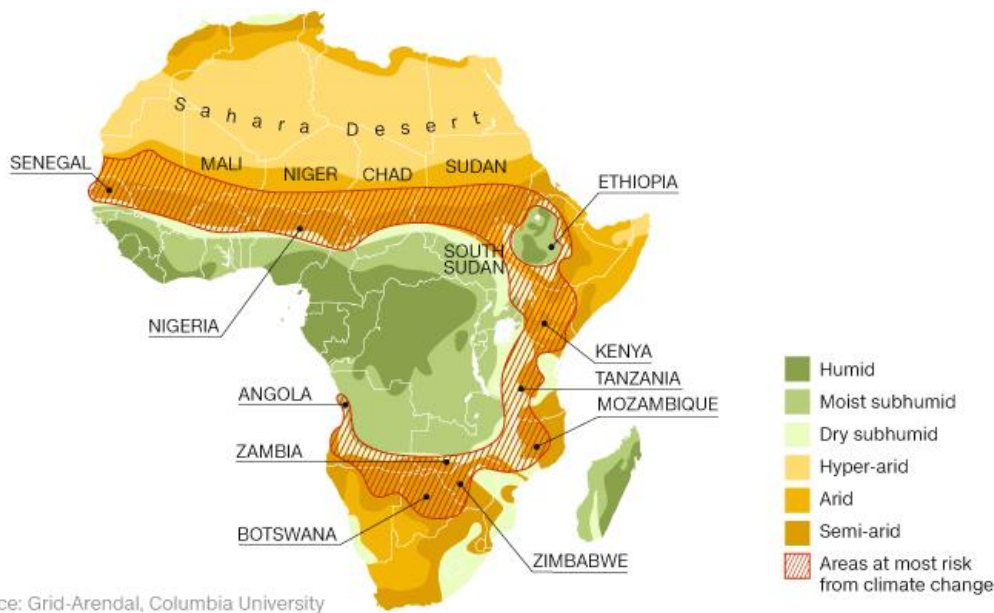 Sahara Desert
SENEGAL
MALI
NIGER
CHAD
SUDAN
ETHIOPIA
SOUTH
SUDAN
NIGERIA
KENYA
TANZANIA
ANGOLA
MOZAMBIQUE
ZAMBIA
BOTSWANA
ZIMBABWE
Humid
Moist subhumid
Dry subhumid
Hyper-arid
Arid
Semi-arid
Areas at most risk
from climate change
ce: Grid-Arendal, Columbia University